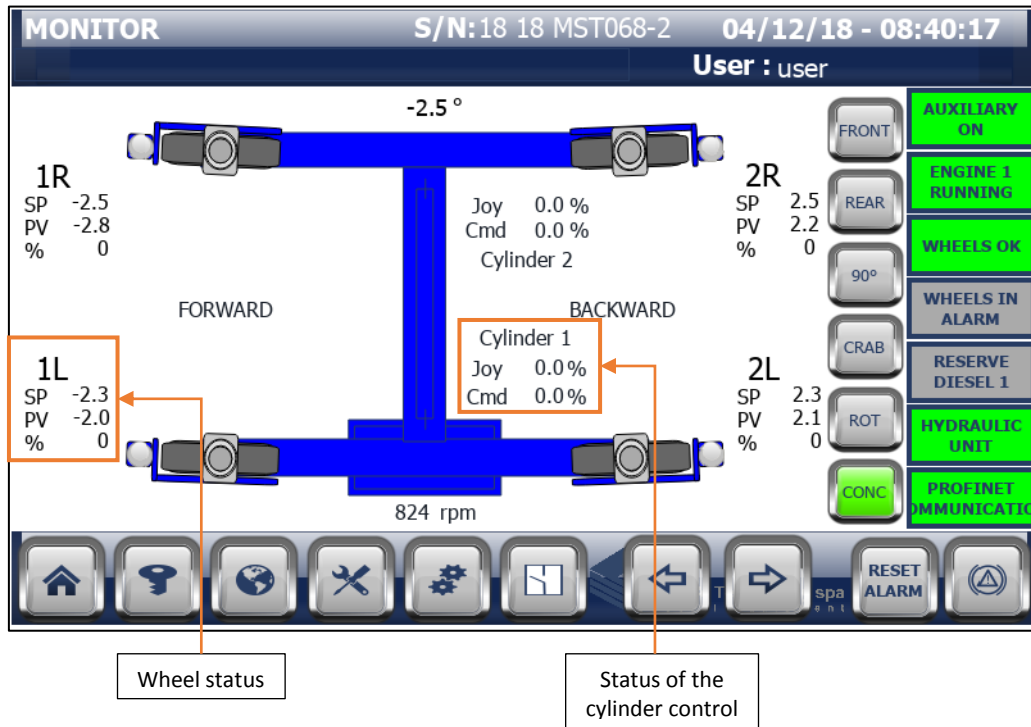 MONITOR S/N:18 18 MST068-2 04/12/18 - 08:40:17
User : user
-2.5 °
1R
SP -2.5
PV -2.8
% 0
Joy 0.0 %
Cmd 0.0 %
Cylinder 2
2R
SP 2.5
PV 2.2
% 0
FORWARD
BACKWARD
1L
SP -2.3
PV -2.0
% 0
Cylinder 1
Joy 0.0 %
Cmd 0.0 %
2L
SP 2.3
PV 2.1
% 0
824 rpm
FRONT
REAR
90°
CRAB
ROT
CONC
AUXILIARY
ON
ENGINE 1
RUNNING
WHEELS OK
WHEELS IN
ALARM
RESERVE
DIESEL 1
HYDRAULIC
UNIT
PROFINET
OMMUNICATIO
spa
RESET
ALARM
Wheel status
Status of the
cylinder control